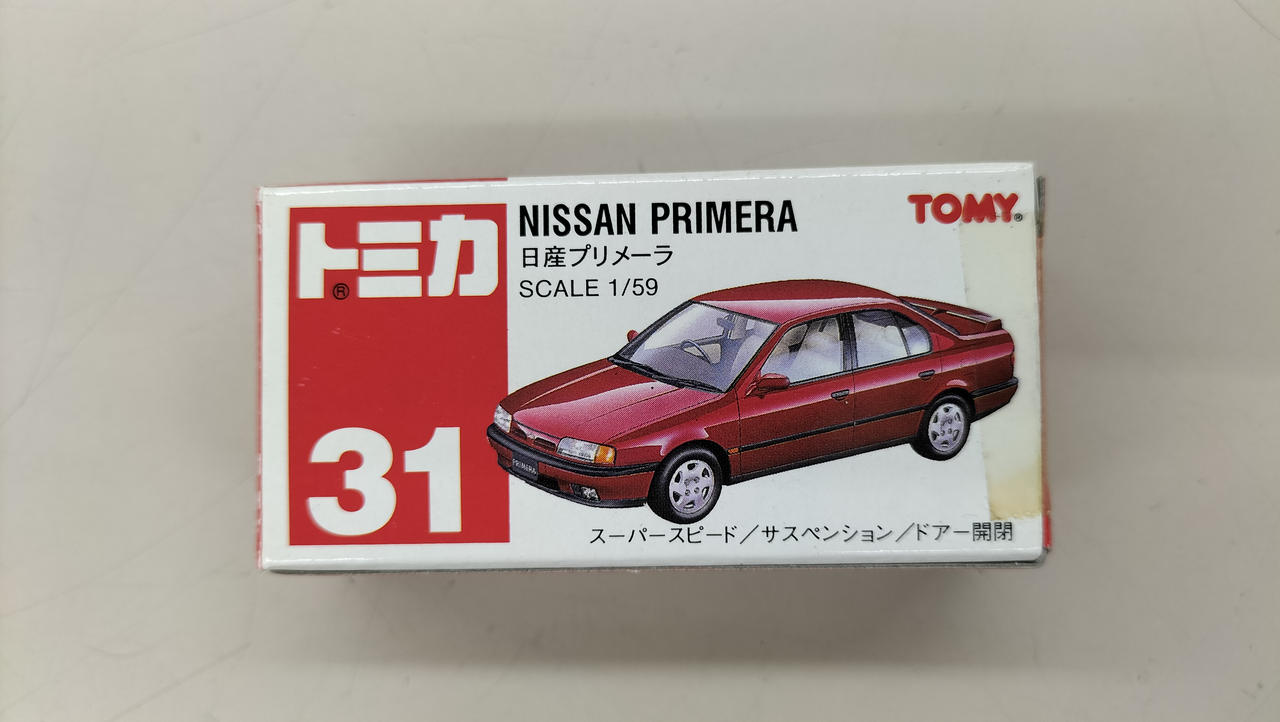 トミカ
®
31
NISSAN PRIMERA
日産プリメーラ
SCALE 1/59
TOMY®
PRIMERA
スーパースピード/サスペンション/ドアー開閉